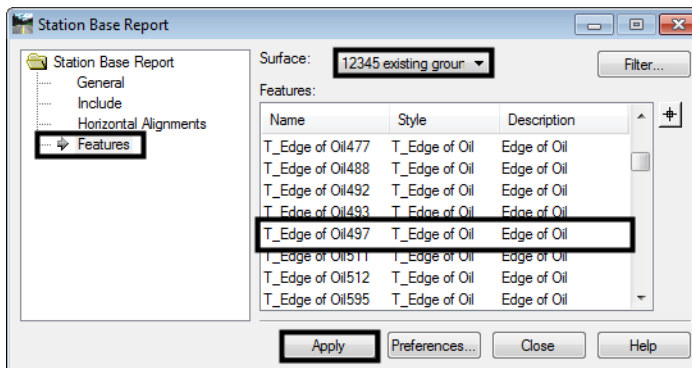 Station Base Report
Station Base Report
General
Include
Horizontal Alignments
Features
Surface:
12345 existing groun
Filter...
Features:
Name Style Description
T_Edge of Oil477 T_Edge of Oil Edge of Oil
T_Edge of Oil488 T_Edge of Oil Edge of Oil
T_Edge of Oil492 T_Edge of Oil Edge of Oil
T_Edge of Oil493 T_Edge of Oil Edge of Oil
T_Edge of Oil497 T_Edge of Oil Edge of Oil
T_Edge of Oil511 T_Edge of Oil Edge of Oil
T_Edge of Oil512 T_Edge of Oil Edge of Oil
T_Edge of Oil595 T_Edge of Oil Edge of Oil
Apply Preferences... Close Help